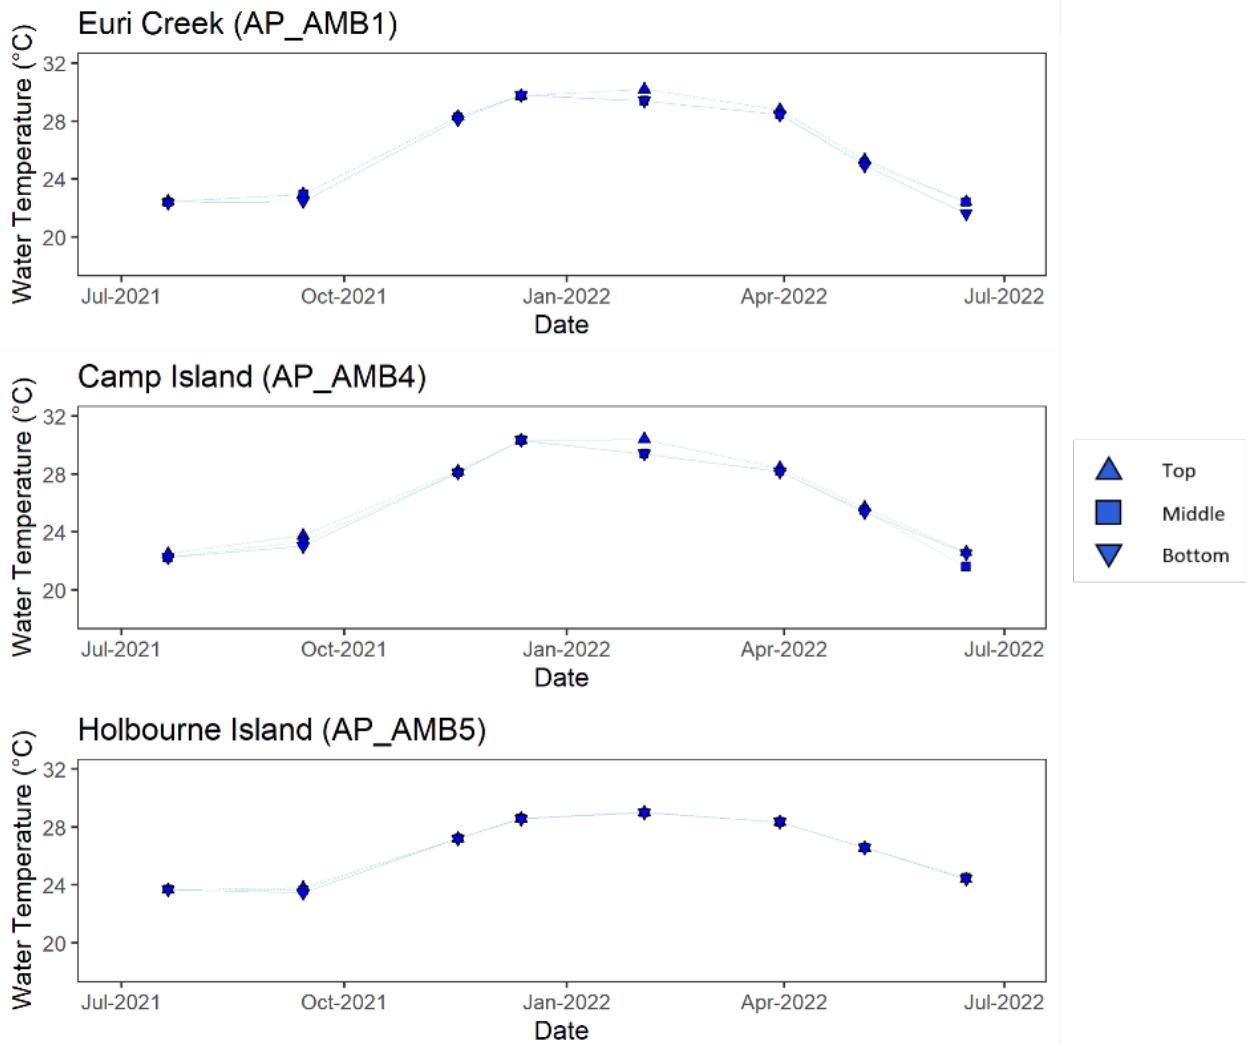 Euri Creek (AP_AMB1)
Water Temperature (°C)
32
28
24
20
Jul-2021 Oct-2021 Jan-2022 Apr-2022 Jul-2022
Date
Camp Island (AP_AMB4)
Water Temperature (°C)
32
28
24
20
Jul-2021 Oct-2021 Jan-2022 Apr-2022 Jul-2022
Date
Top
Middle
Bottom
Holbourne Island (AP_AMB5)
Water Temperature (°C)
32
28
24
20
Jul-2021 Oct-2021 Jan-2022 Apr-2022 Jul-2022
Date